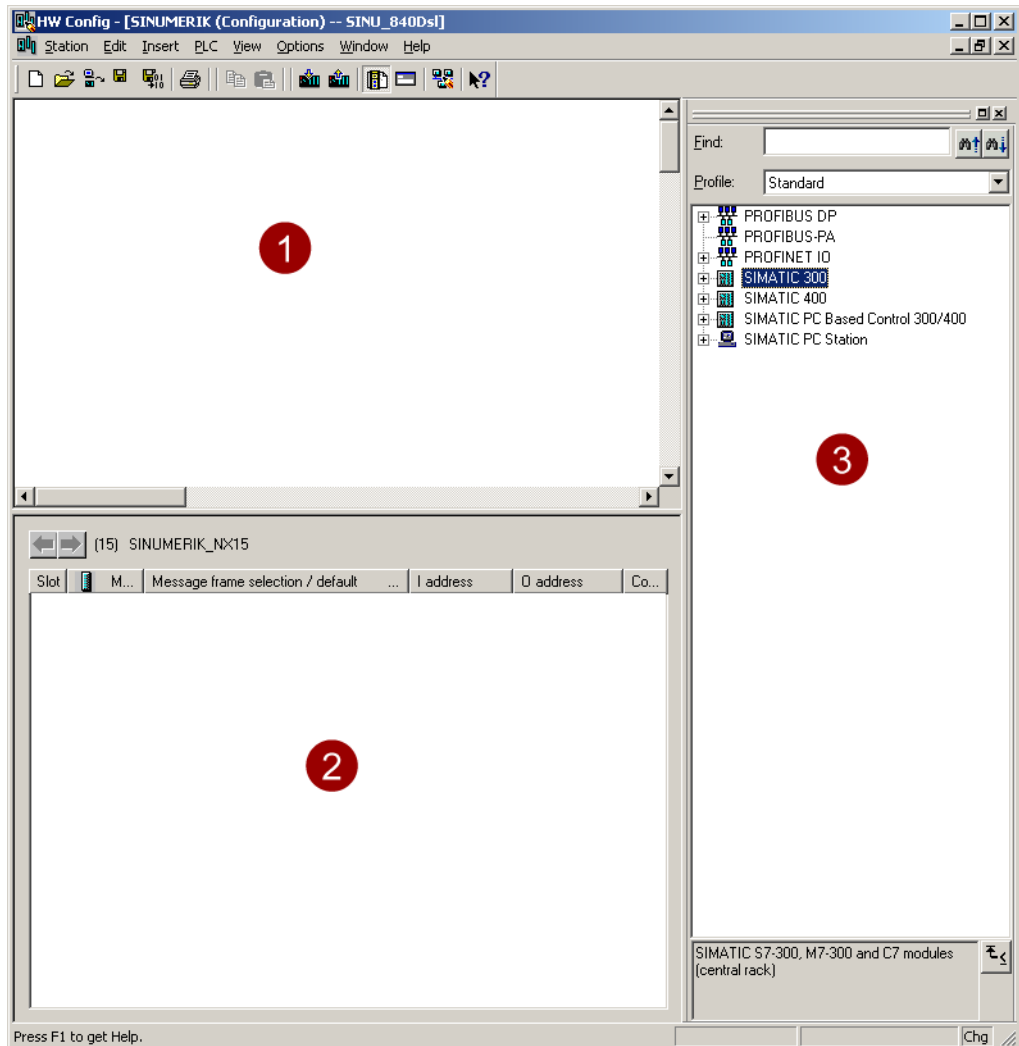 HW Config - [SINUMERIK (Configuration) -- SINU_840Dsl]
Station Edit Insert PLC View Options Window Help
Find:
Profile: Standard
PROFIBUS DP
PROFIBUS-PA
PROFINET IO
SIMATIC 300
SIMATIC 400
SIMATIC PC Based Control 300/400
SIMATIC PC Station
1
3
(15) SINUMERIK_NX15
Slot M... Message frame selection / default ... I address O address Co...
2
SIMATIC S7-300, M7-300 and C7 modules
(central rack)
Press F1 to get Help.
Chg